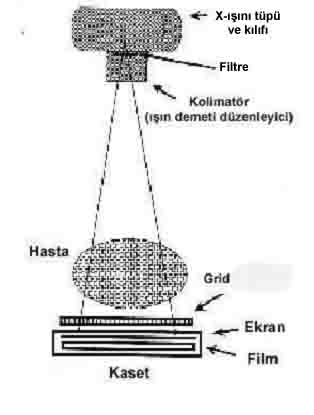 X-ışını tüpü
ve kılıfı
Filtre
Kolimatör
(ışın demeti düzenleyici)
Hasta
Grid
Ekran
Film
Kaset